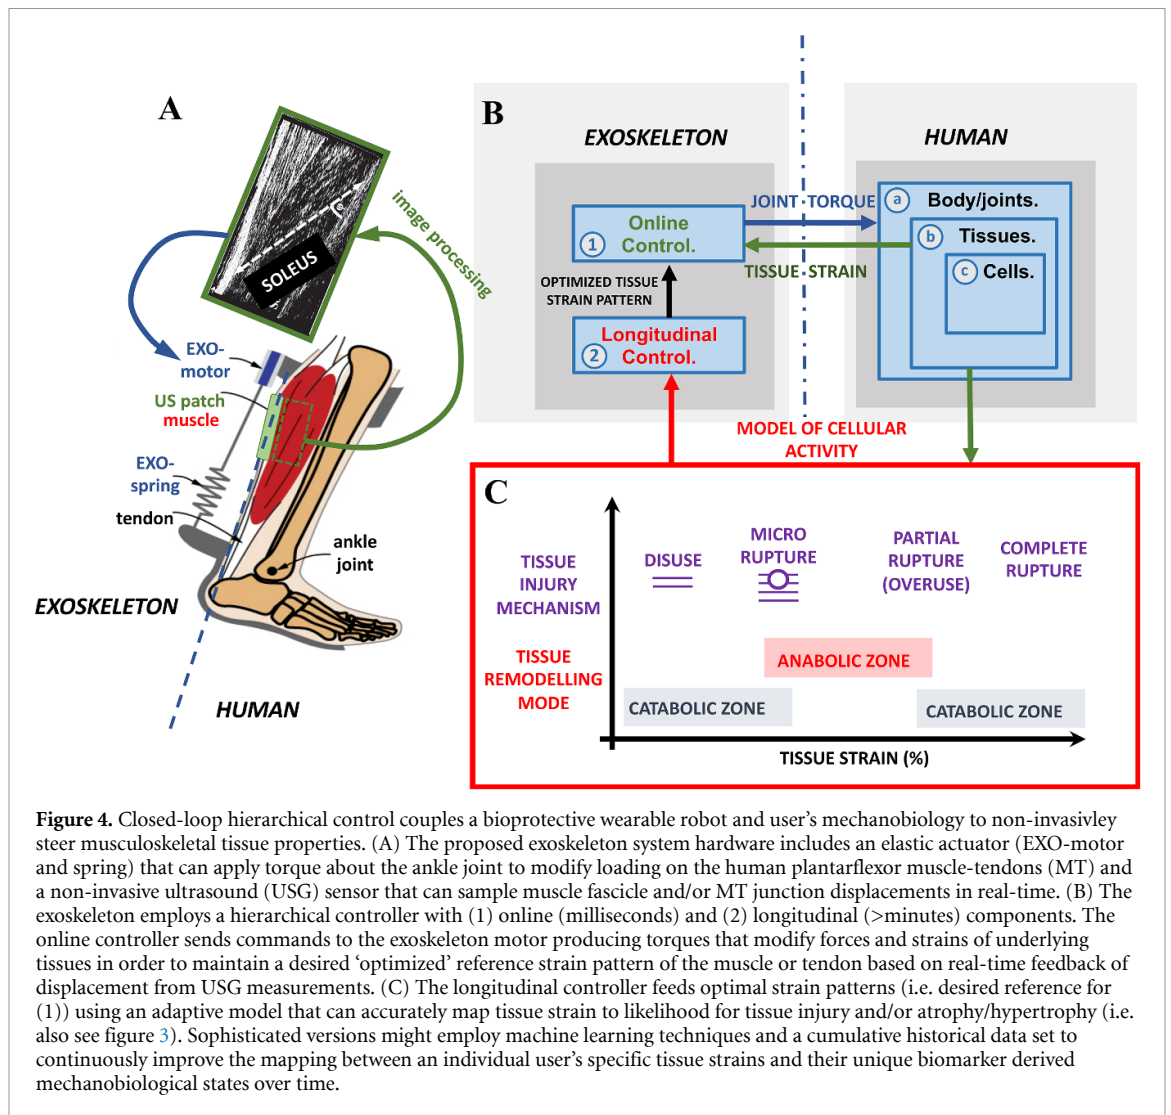 A
SOLEUS
image processing
EXO-
motor
US patch
muscle
EXO-
spring
tendon
ankle
joint
EXOSKELETON
HUMAN
B
EXOSKELETON
HUMAN
1
Online
Control.
JOINT TORQUE
TISSUE STRAIN
OPTIMIZED TISSUE
STRAIN PATTERN
2
Longitudinal
Control.
a
Body/joints.
b
Tissues.
c
Cells.
MODEL OF CELLULAR
ACTIVITY
C
TISSUE
INJURY
MECHANISM
DISUSE
MICRO
RUPTURE
PARTIAL
RUPTURE
(OVERUSE)
COMPLETE
RUPTURE
TISSUE
REMODELLING
MODE
ANABOLIC ZONE
CATABOLIC ZONE
CATABOLIC ZONE
TISSUE STRAIN (%)
Figure 4. Closed-loop hierarchical control couples a bioprotective wearable robot and user's mechanobiology to non-invasivley
steer musculoskeletal tissue properties. (A) The proposed exoskeleton system hardware includes an elastic actuator (EXO-motor
and spring) that can apply torque about the ankle joint to modify loading on the human plantarflexor muscle-tendons (MT) and
a non-invasive ultrasound (USG) sensor that can sample muscle fascicle and/or MT junction displacements in real-time. (B) The
exoskeleton employs a hierarchical controller with (1) online (milliseconds) and (2) longitudinal (>minutes) components. The
online controller sends commands to the exoskeleton motor producing torques that modify forces and strains of underlying
tissues in order to maintain a desired 'optimized' reference strain pattern of the muscle or tendon based on real-time feedback of
displacement from USG measurements. (C) The longitudinal controller feeds optimal strain patterns (i.e. desired reference for
(1)) using an adaptive model that can accurately map tissue strain to likelihood for tissue injury and/or atrophy/hypertrophy (i.e.
also see figure 3). Sophisticated versions might employ machine learning techniques and a cumulative historical data set to
continuously improve the mapping between an individual user's specific tissue strains and their unique biomarker derived
mechanobiological states over time.